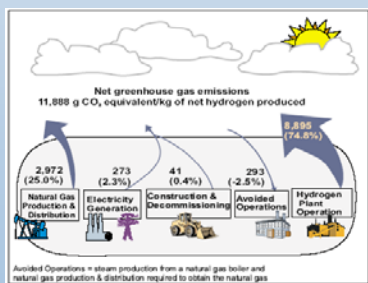 Net greenhouse gas emissions
11,888 g CO₂ equivalent/kg of net hydrogen produced
8,895
(74.8%)
2,972
(25.0%)
273
(2.3%)
41
(0.4%)
293
(-2.5%)
Natural Gas
Production &
Distribution
Electricity
Generation
Construction &
Decommissioning
Avoided
Operations
Hydrogen
Plant
Operation
Avoided Operations = steam production from a natural gas boiler and
natural gas production & distribution required to obtain the natural gas